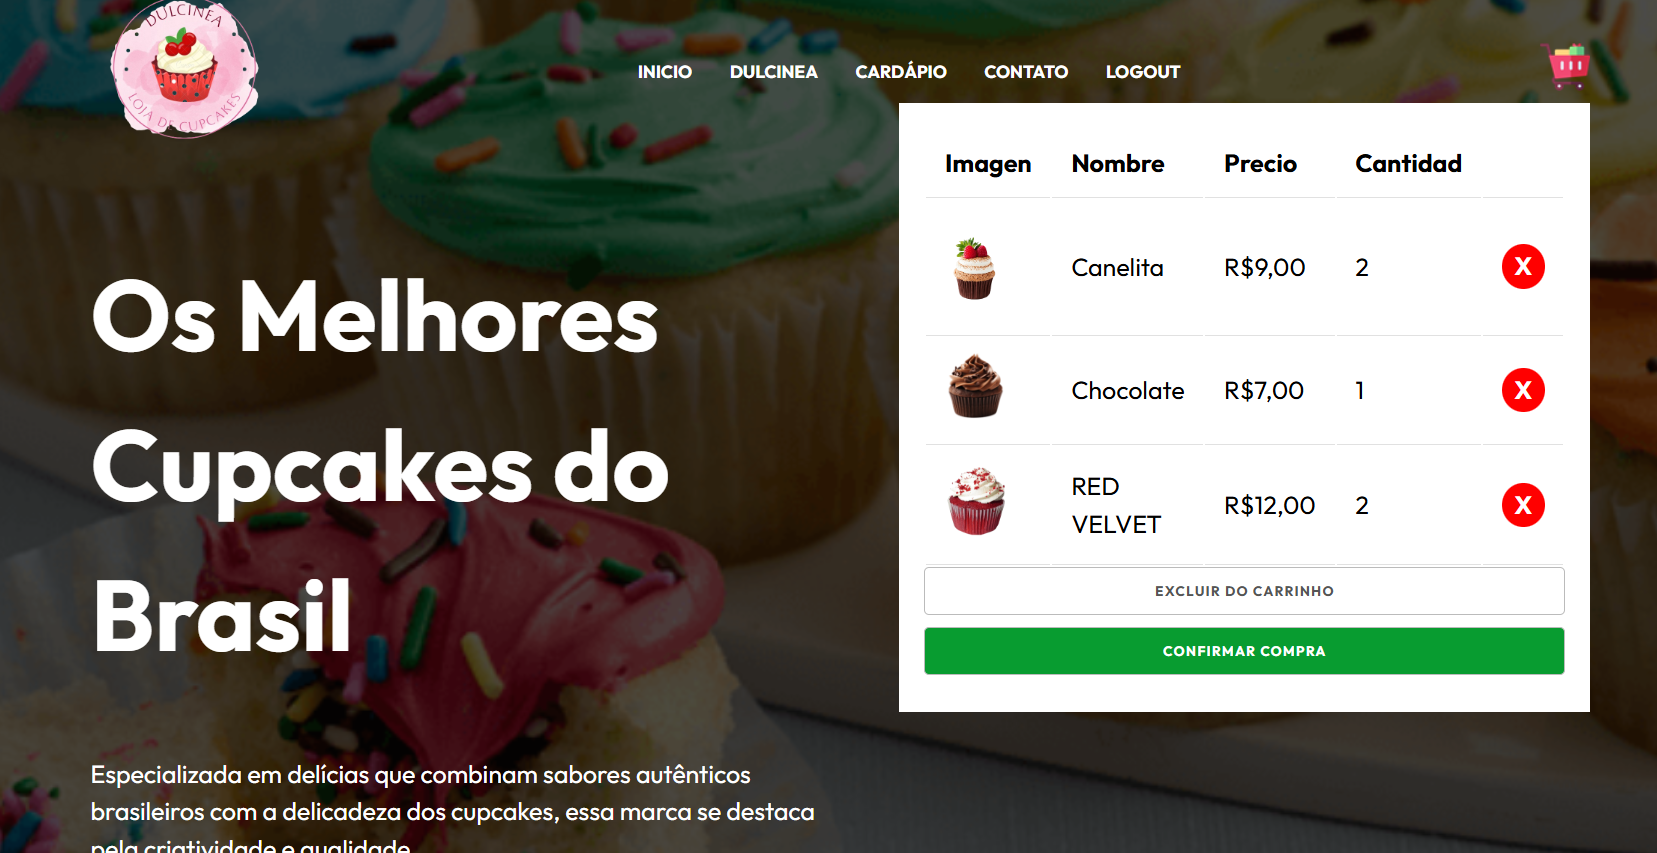 DULCINEA
LOJA DE CUPCAKES
INICIO DULCINEA CARDÁPIO CONTATO LOGOUT
Imagen Nombre Precio Cantidad
Canelita R$9,00 2 X
Chocolate R$7,00 1 X
RED
VELVET R$12,00 2 X
EXCLUIR DO CARRINHO
CONFIRMAR COMPRA
Os Melhores
Cupcakes do
Brasil
Especializada em delícias que combinam sabores autênticos
brasileiros com a delicadeza dos cupcakes, essa marca se destaca
pela criatividade e qualidade